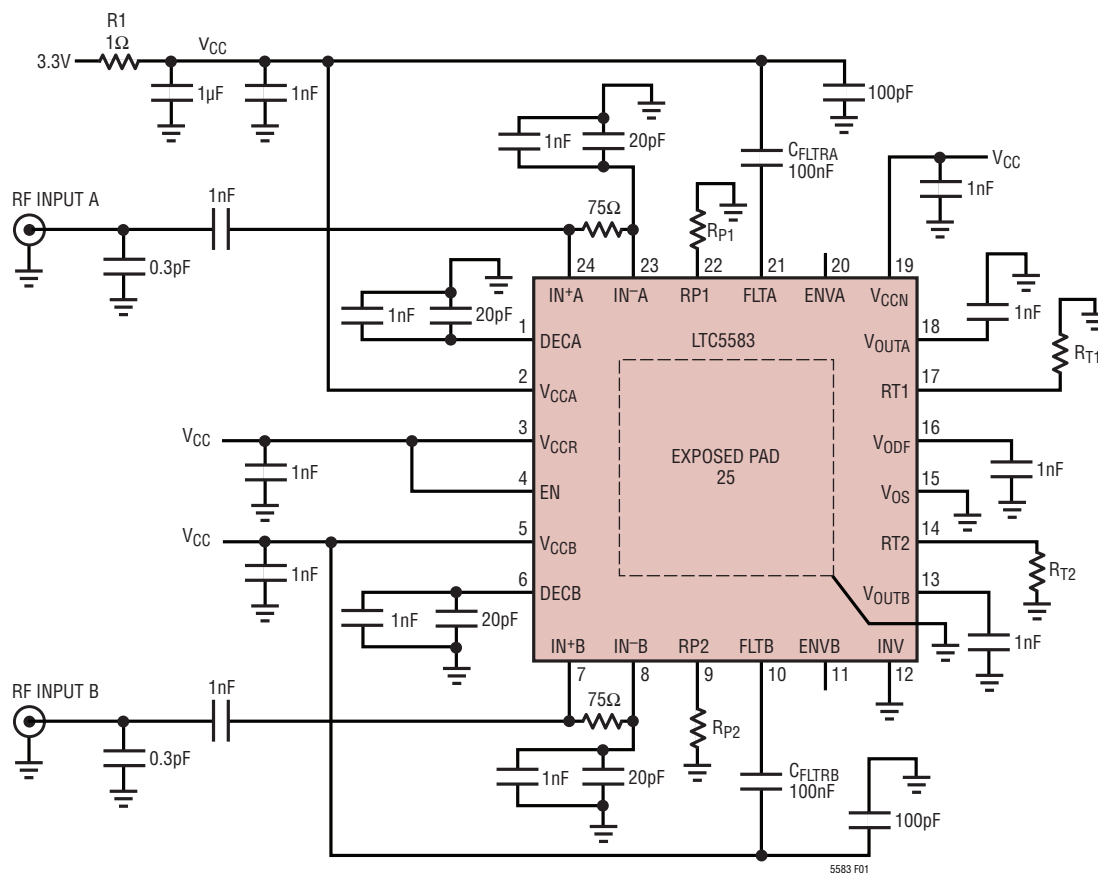 R1
1Ω
3.3V
VCC
1µF
1nF
100pF
1nF
20pF
CFLTRA
100nF
VCC
1nF
RF INPUT A
1nF
75Ω
RP1
0.3pF
24
23
22
21
20
19
IN+A
IN–A
RP1
FLTA
ENVA
VCCN
1nF
20pF
1nF
1
DECA
LTC5583
18
VOUTA
RT1
2
VCCA
17
RT1
VCC
3
VCCR
EXPOSED PAD
25
16
VODF
1nF
1nF
4
EN
15
VOS
VCC
5
VCCB
14
RT2
1nF
RT2
6
DECB
13
VOUTB
1nF
20pF
1nF
IN+B
IN–B
RP2
FLTB
ENVB
INV
7
8
9
10
11
12
RF INPUT B
1nF
75Ω
RP2
0.3pF
1nF
20pF
CFLTRB
100nF
100pF
5583 F01